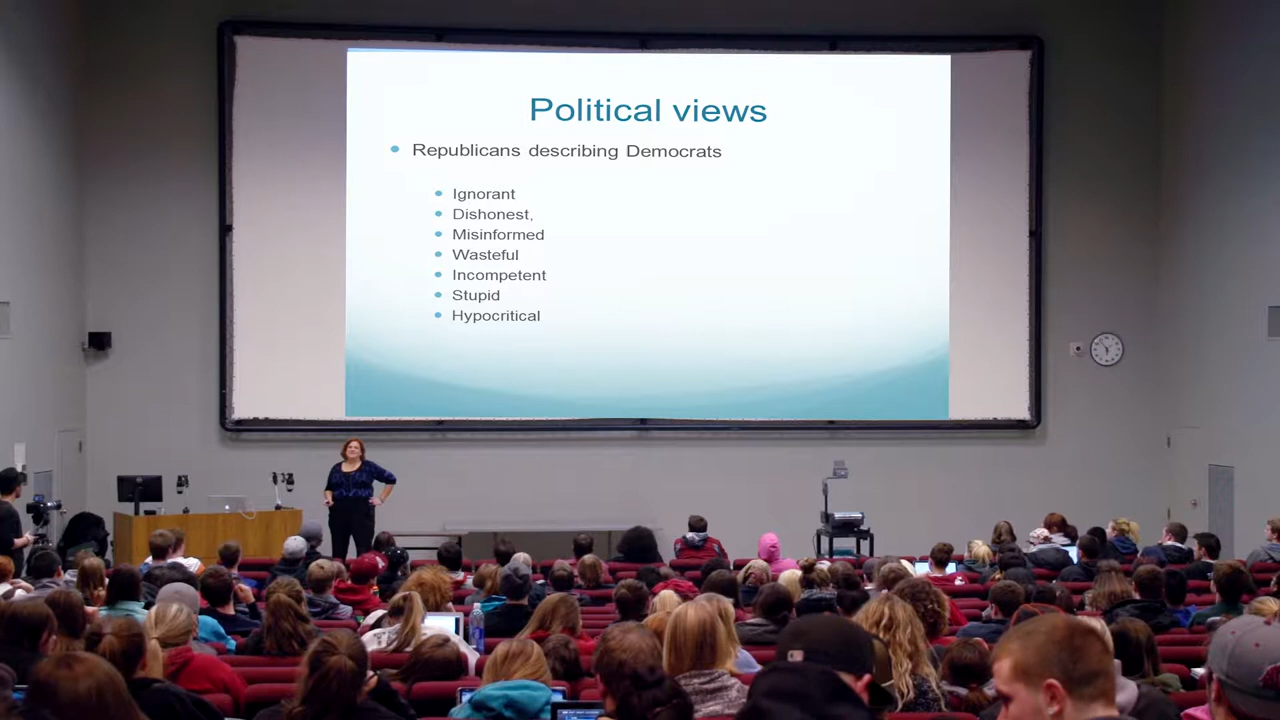 Political views
Republicans describing Democrats
Ignorant
Dishonest,
Misinformed
Wasteful
Incompetent
Stupid
Hypocritical